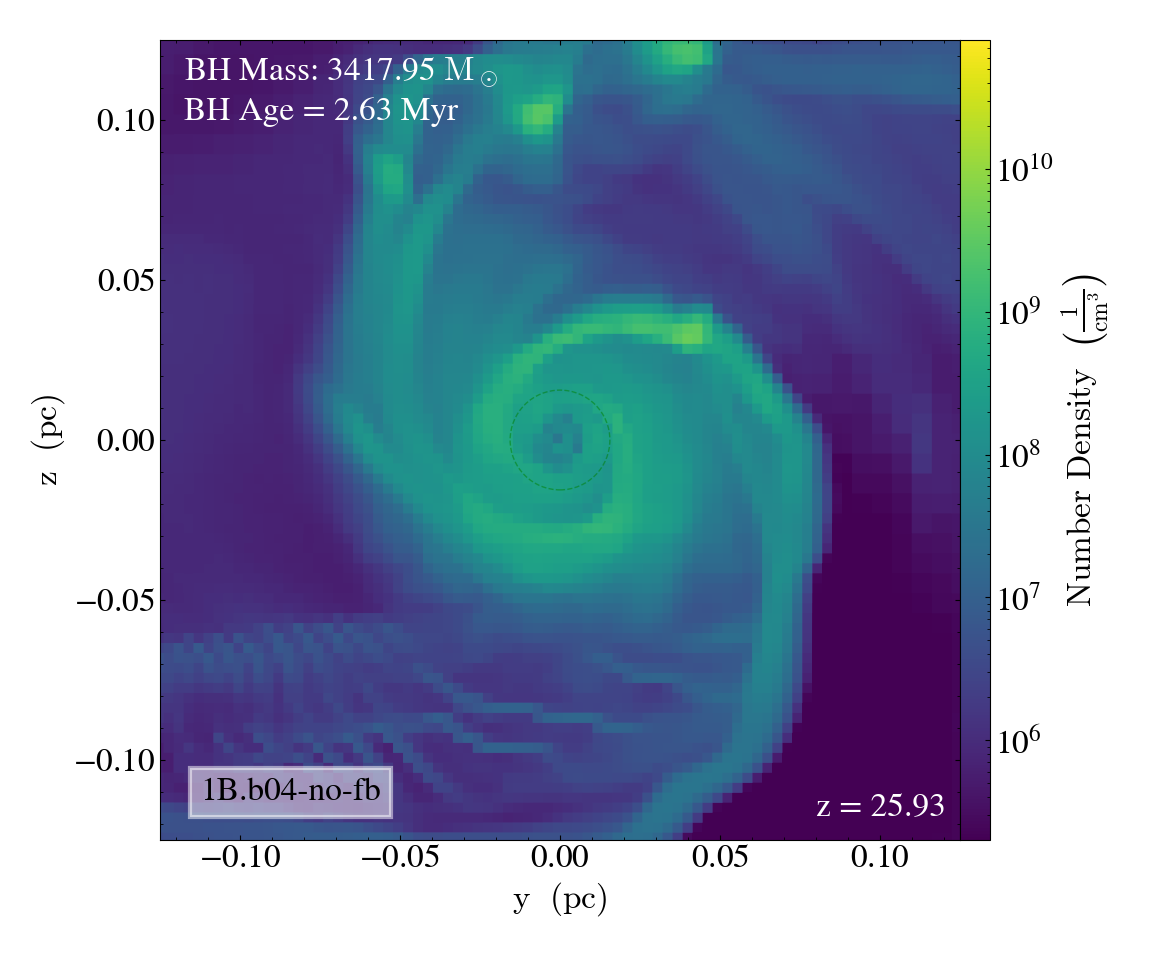 BH Mass: 3417.95 M☉
BH Age = 2.63 Myr
0.10
0.05
0.00
−0.05
−0.10
z (pc)
1B.b04-no-fb
z = 25.93
−0.10 −0.05 0.00 0.05 0.10
y (pc)
10¹⁰
10⁹
10⁸
10⁷
10⁶
Number Density (1/cm³)